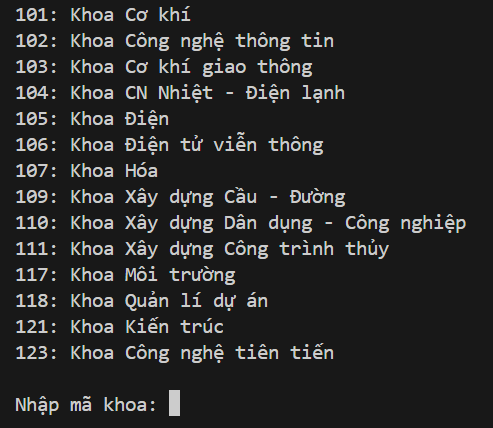 101: Khoa Cơ khí
102: Khoa Công nghệ thông tin
103: Khoa Cơ khí giao thông
104: Khoa CN Nhiệt - Điện lạnh
105: Khoa Điện
106: Khoa Điện tử viễn thông
107: Khoa Hóa
109: Khoa Xây dựng Cầu - Đường
110: Khoa Xây dựng Dân dụng - Công nghiệp
111: Khoa Xây dựng Công trình thủy
117: Khoa Môi trường
118: Khoa Quản lí dự án
121: Khoa Kiến trúc
123: Khoa Công nghệ tiên tiến
Nhập mã khoa: